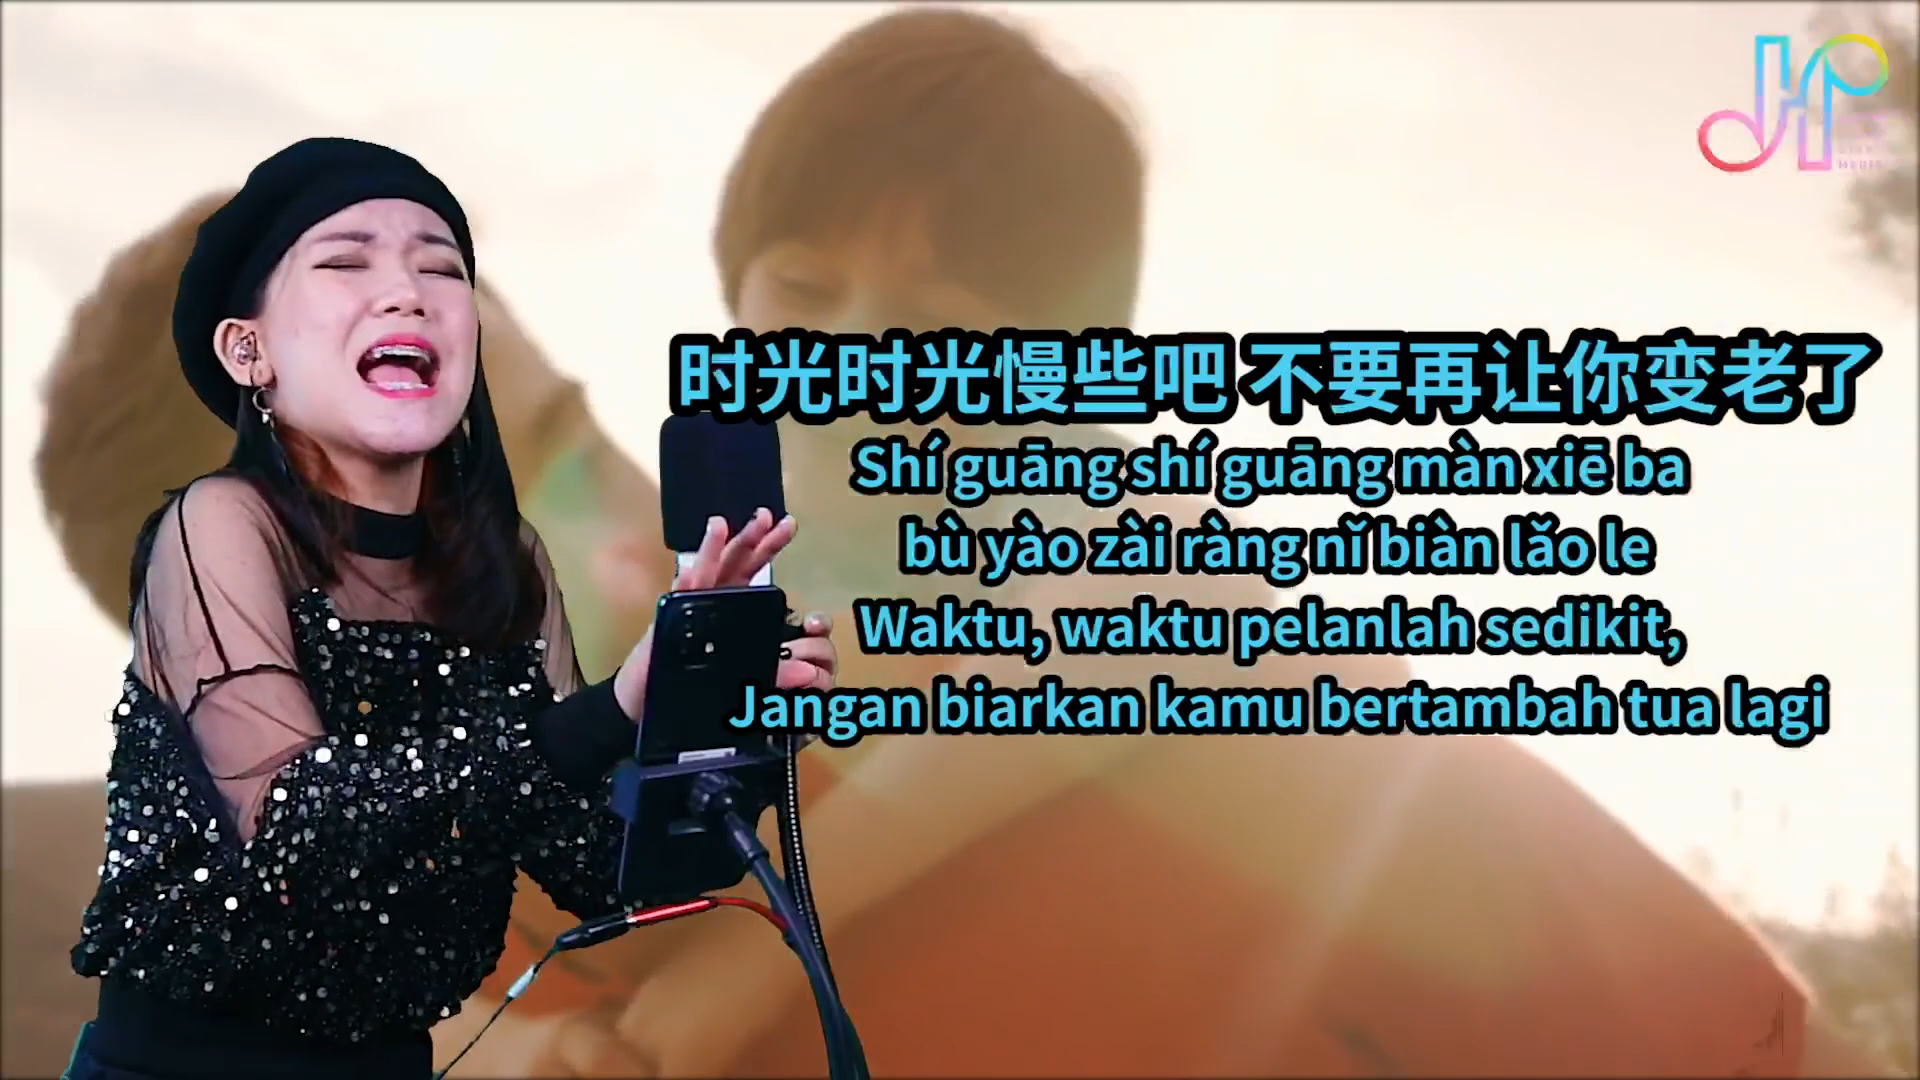 时光时光慢些吧 不要再让你变老了
Shí guāng shí guāng màn xiē ba
bù yào zài ràng nǐ biàn lǎo le
Waktu, waktu pelanlah sedikit,
Jangan biarkan kamu bertambah tua lagi